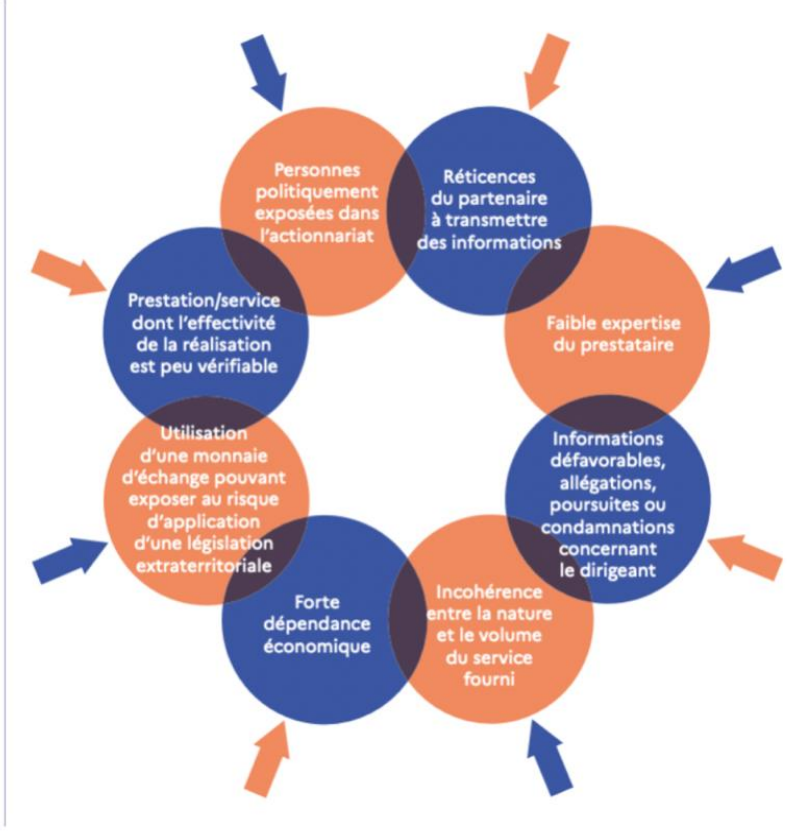 Personnes
politiquement
exposées dans
l'actionnariat
Réticences
du partenaire
à transmettre
des informations
Faible expertise
du prestataire
Informations
défavorables,
allégations,
poursuites ou
condamnations
concernant
le dirigeant
Incohérence
entre la nature
et le volume
du service
fourni
Forte
dépendance
économique
Utilisation
d'une monnaie
d'échange pouvant
exposer au risque
d'application
d'une législation
extraterritoriale
Prestation/service
dont l'effectivité
de la réalisation
est peu vérifiable